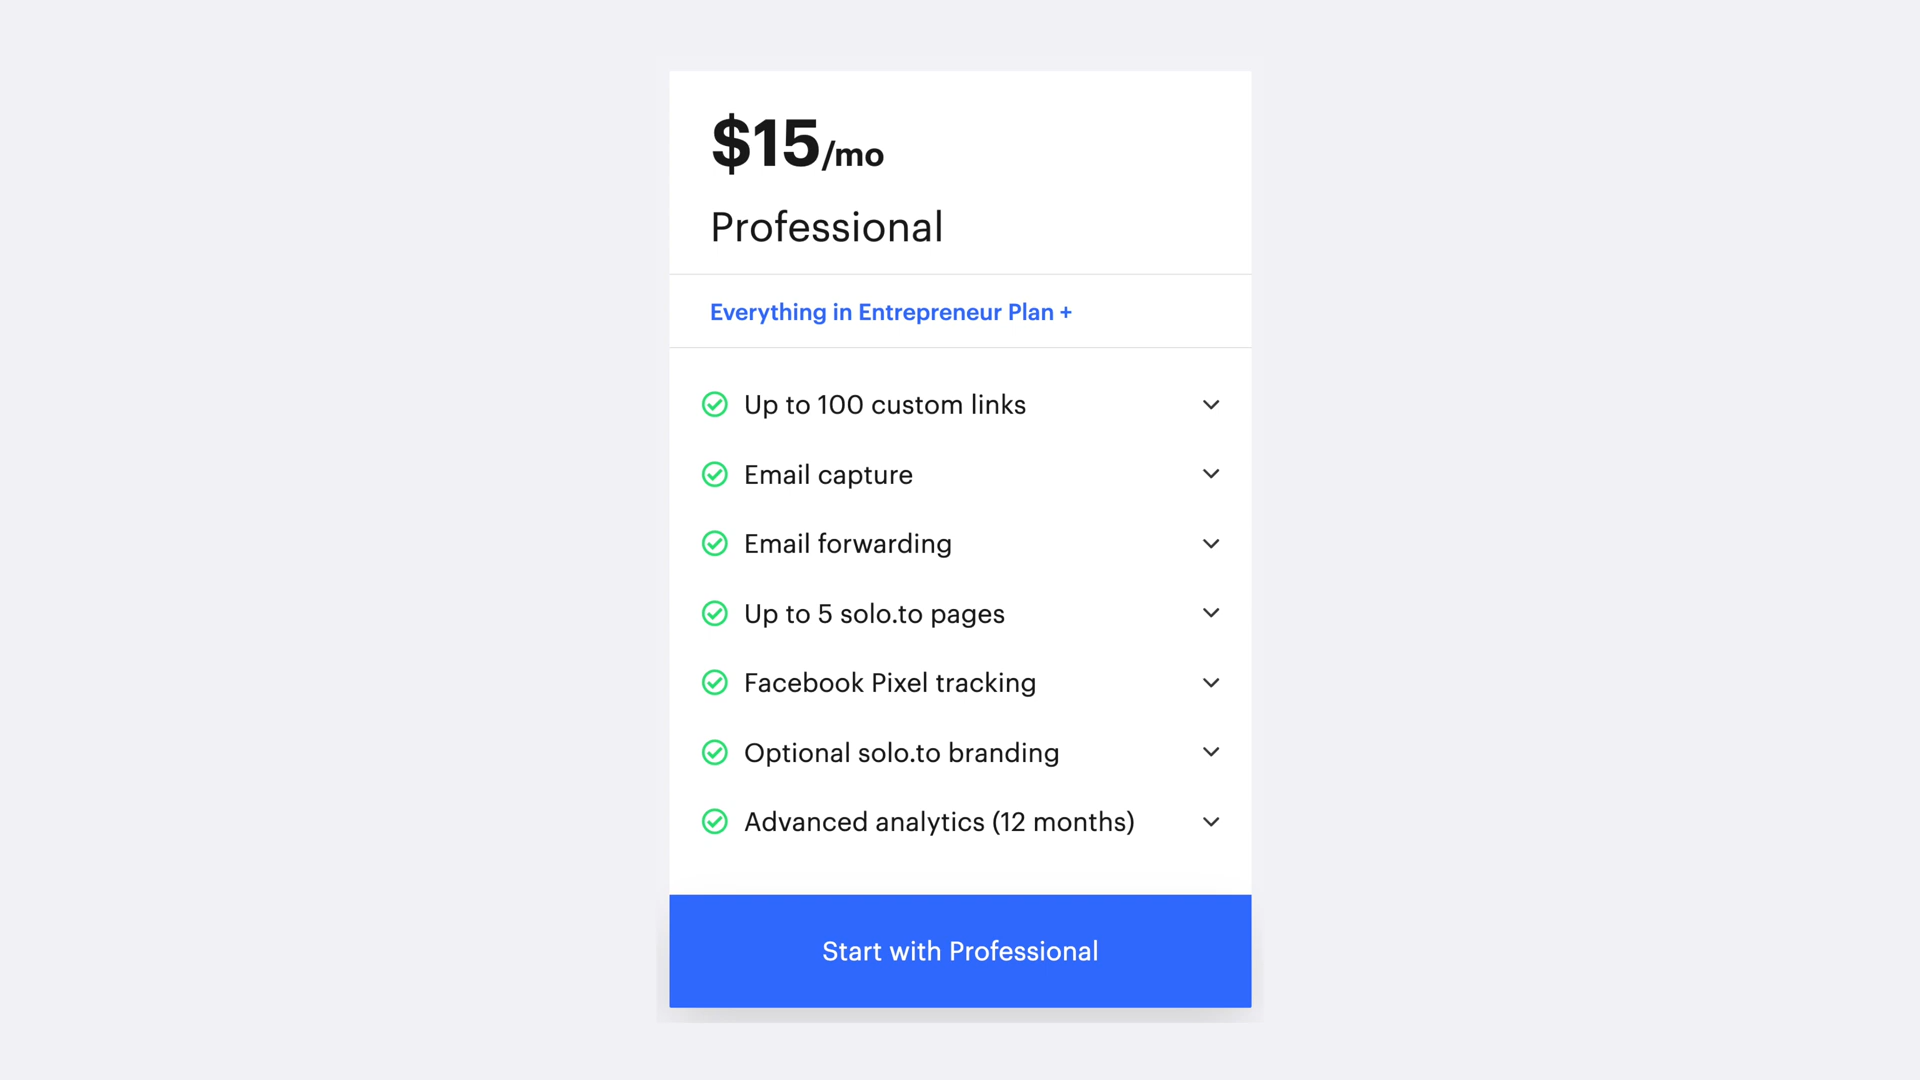 $15/mo
Professional
Everything in Entrepreneur Plan +
Up to 100 custom links
Email capture
Email forwarding
Up to 5 solo.to pages
Facebook Pixel tracking
Optional solo.to branding
Advanced analytics (12 months)
Start with Professional